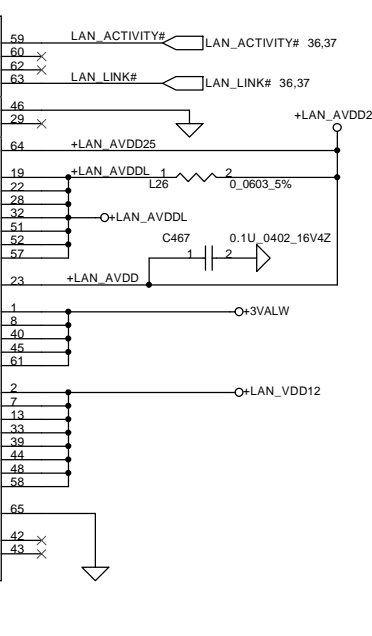 59 LAN_ACTIVITY# LAN_ACTIVITY# 36,37
60
62
63 LAN_LINK# LAN_LINK# 36,37
46
29
+LAN_AVDD2
64 +LAN_AVDD25
19 +LAN_AVDDL 1 2
22 L26 0_0603_5%
28
32 +LAN_AVDDL
51
52 C467 0.1U_0402_16V4Z
57 1 2
23 +LAN_AVDD
1 +3VALW
8
40
45
61
2 +LAN_VDD12
7
13
33
39
44
48
58
65
42
43